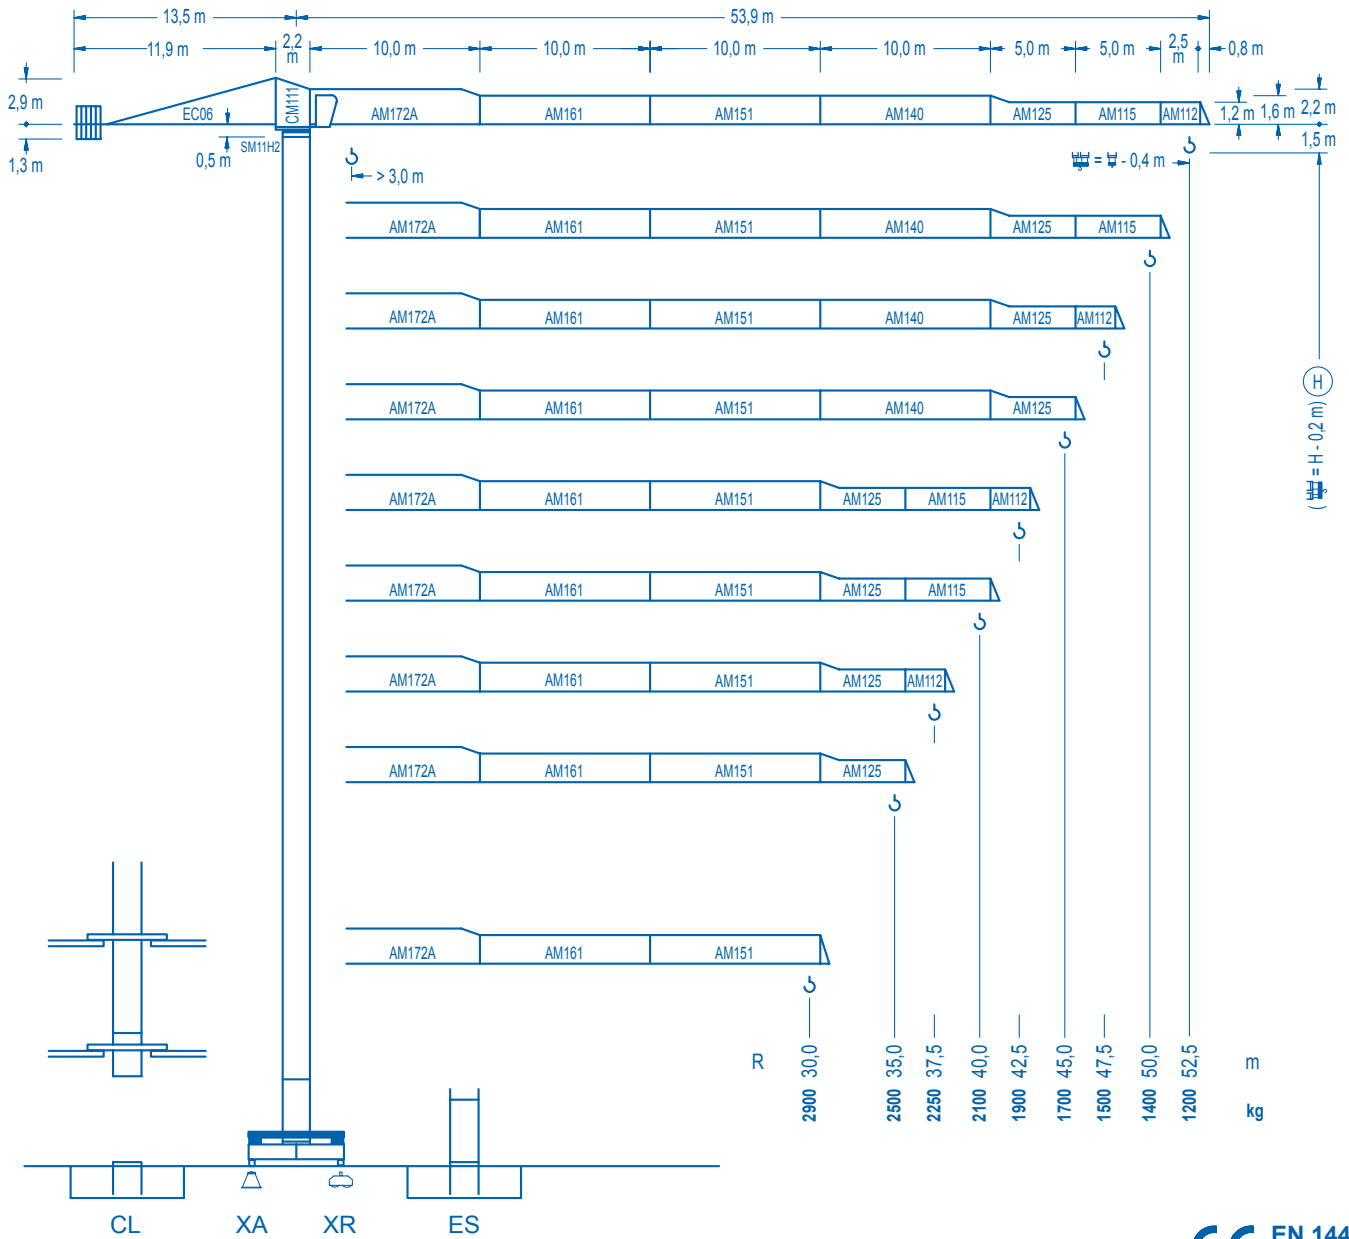 13,5 m 53,9 m
11,9 m 2,2 m 10,0 m 10,0 m 10,0 m 10,0 m 5,0 m 5,0 m 2,5 m 0,8 m
2,9 m EC06 CM111 AM172A AM161 AM151 AM140 AM125 AM115 AM112 1,2 m 1,6 m 2,2 m
1,3 m 0,5 m SM11H2 1,5 m
> 3,0 m = - 0,4 m
AM172A AM161 AM151 AM140 AM125 AM115
AM172A AM161 AM151 AM140 AM125 AM112
H
( = H - 0,2 m)
AM172A AM161 AM151 AM140 AM125
AM172A AM161 AM151 AM125 AM115 AM112
AM172A AM161 AM151 AM125 AM115
AM172A AM161 AM151 AM125 AM112
AM172A AM161 AM151 AM125
AM172A AM161 AM151
R 30,0 35,0 37,5 40,0 42,5 45,0 47,5 50,0 52,5 m
2900 2500 2250 2100 1900 1700 1500 1400 1200 kg
CL XA XR ES
CE EN 144